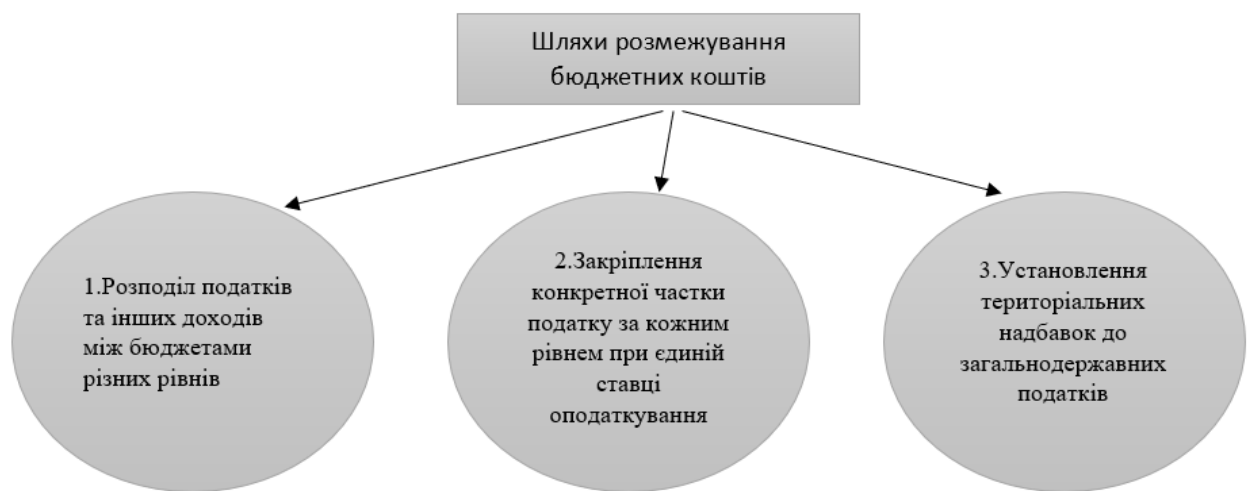 Шляхи розмежування
бюджетних коштів
1.Розподіл податків
та інших доходів
між бюджетами
різних рівнів
2.Закріплення
конкретної частки
податку за кожним
рівнем при єдиній
ставці
оподаткування
3.Установлення
територіальних
надбавок до
загальнодержавних
податків